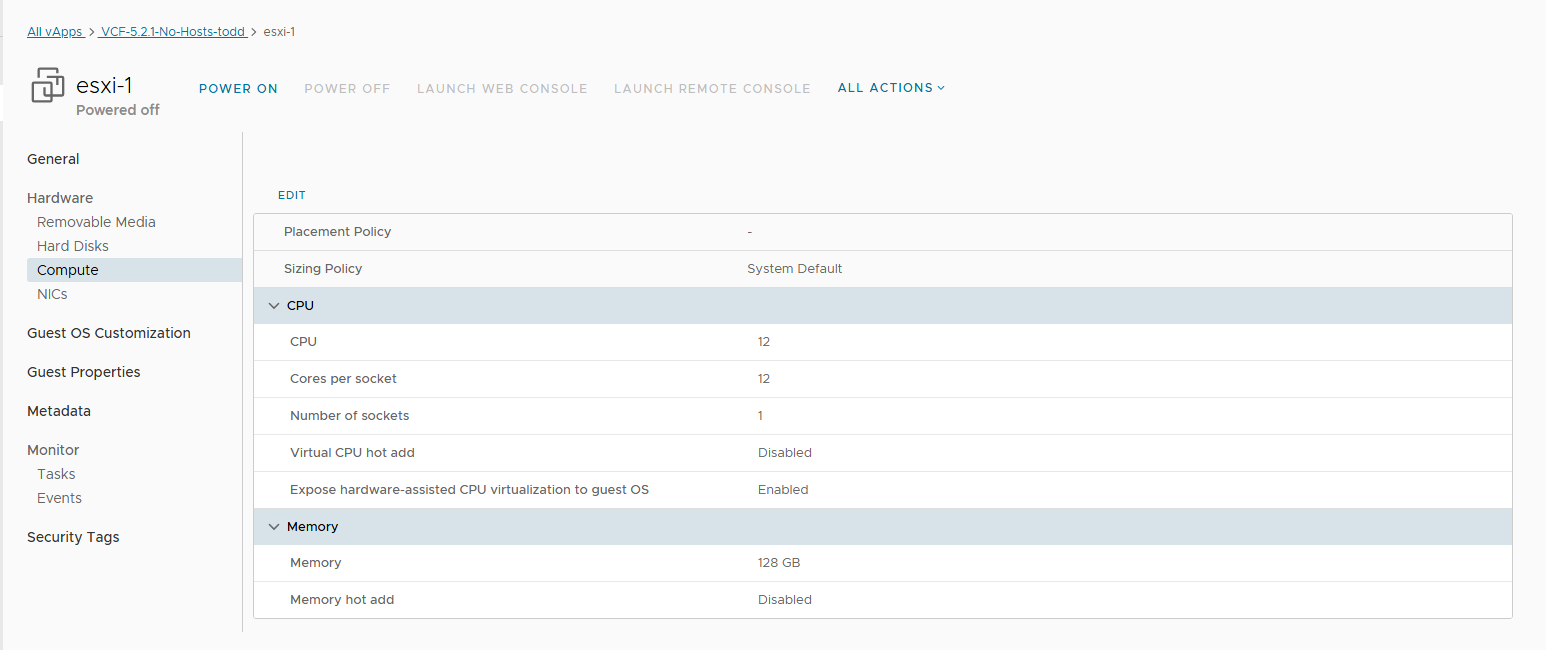 All vApps > VCF-5.2.1-No-Hosts-todd > esxi-1
esxi-1
Powered off
POWER ON POWER OFF LAUNCH WEB CONSOLE LAUNCH REMOTE CONSOLE ALL ACTIONS
General
Hardware
Removable Media
Hard Disks
Compute
NICs
Guest OS Customization
Guest Properties
Metadata
Monitor
Tasks
Events
Security Tags
EDIT
Placement Policy -
Sizing Policy System Default
CPU
CPU 12
Cores per socket 12
Number of sockets 1
Virtual CPU hot add Disabled
Expose hardware-assisted CPU virtualization to guest OS Enabled
Memory
Memory 128 GB
Memory hot add Disabled